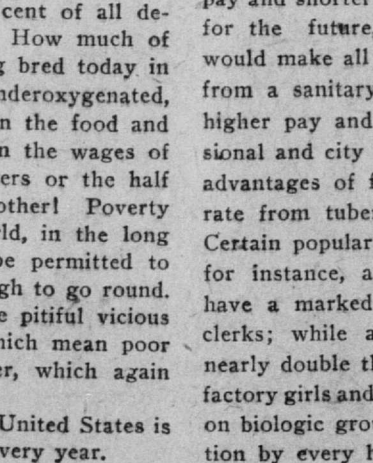 cent of all de-
How much of
bred today in
nderoxygenated,
n the food and
n the wages of
ers or the half
other! Poverty
ld, in the long
be permitted to
gh to go round.
e pitiful vicious
hich mean poor
er, which again
United States is
very year.
pay and shorter
for the future,
would make all
from a sanitary
higher pay and
sional and city
advantages of
rate from tuber
Certain popular
for instance, a
have a marked
clerks; while a
nearly double th
factory girls and
on biologic grou
tion by every h